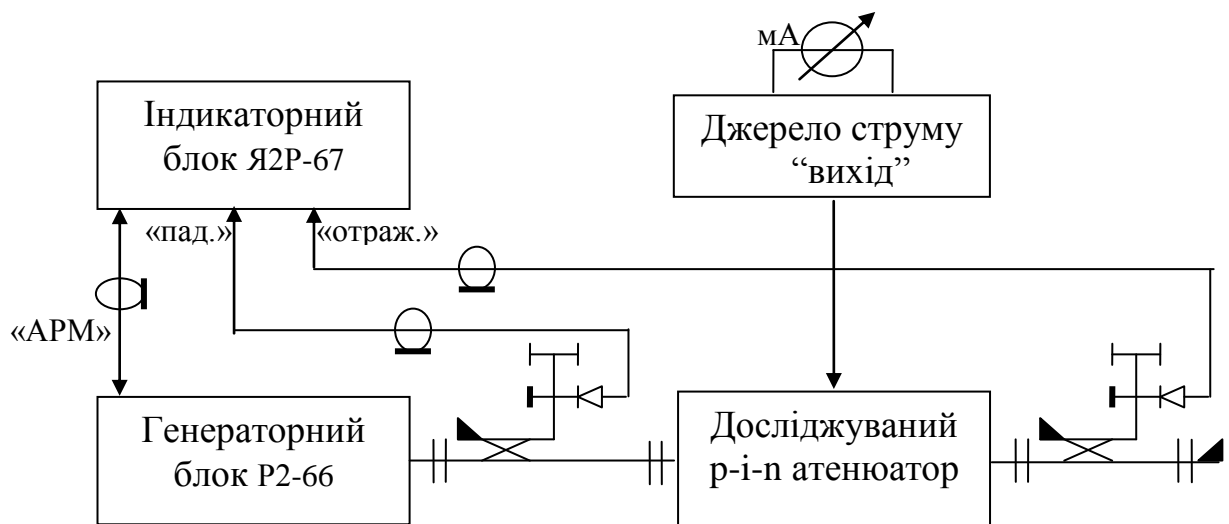 мА
Індикаторний
блок Я2Р-67
Джерело струму
“вихід”
«пад.»
«отраж.»
«АРМ»
Генераторний
блок Р2-66
Досліджуваний
p-i-n атенюатор